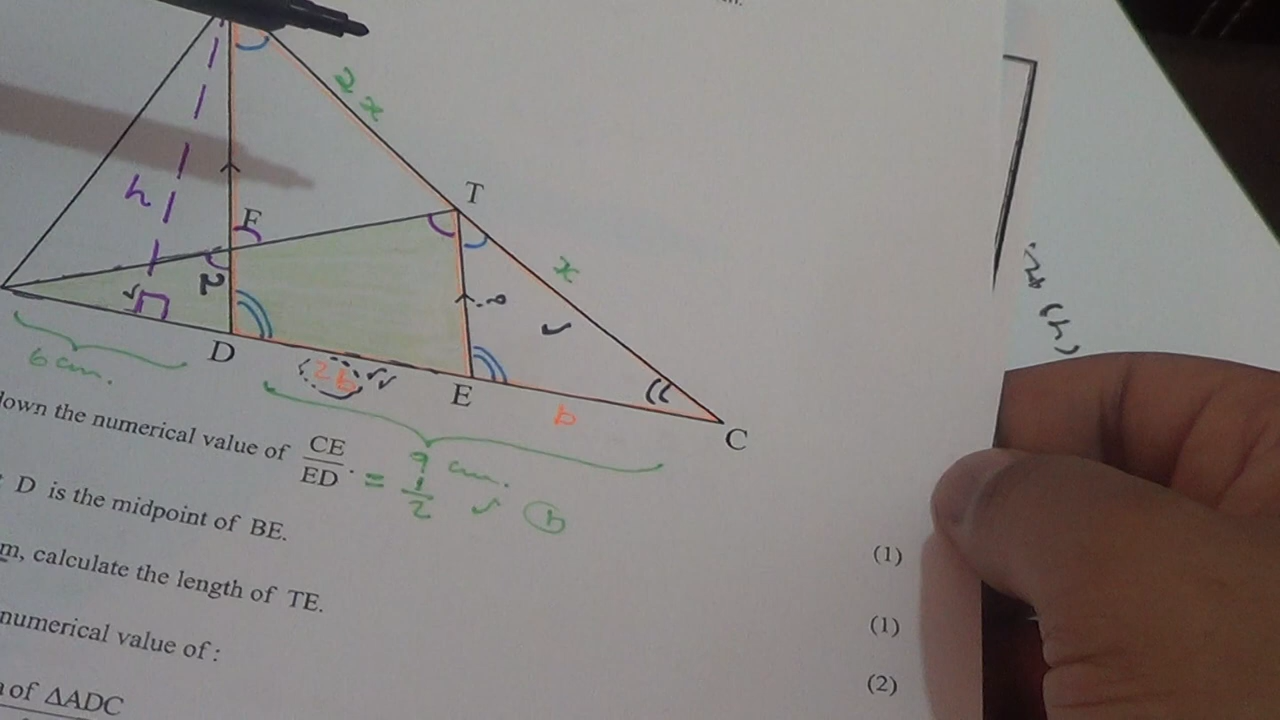 2x
T
h
F
x
2
D
6 cm.
2b
E
b
C
down the numerical value of CE/ED. = 1/2
9 cm.
D is the midpoint of BE.
(1)
m, calculate the length of TE.
(1)
numerical value of :
(2)
of ΔADC